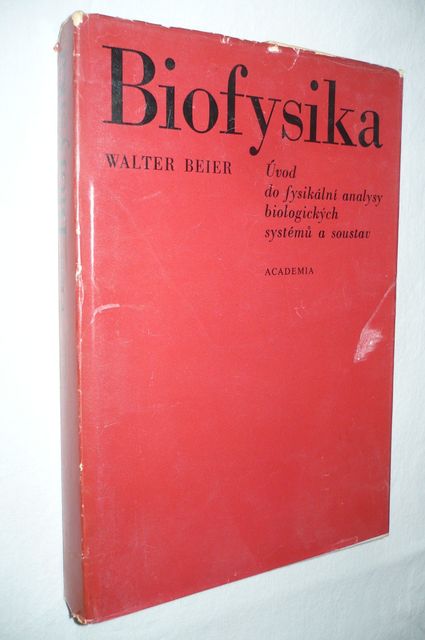 Biofysika
WALTER BEIER
Úvod
do fysikální analysy
biologických
systémů a soustav
ACADEMIA